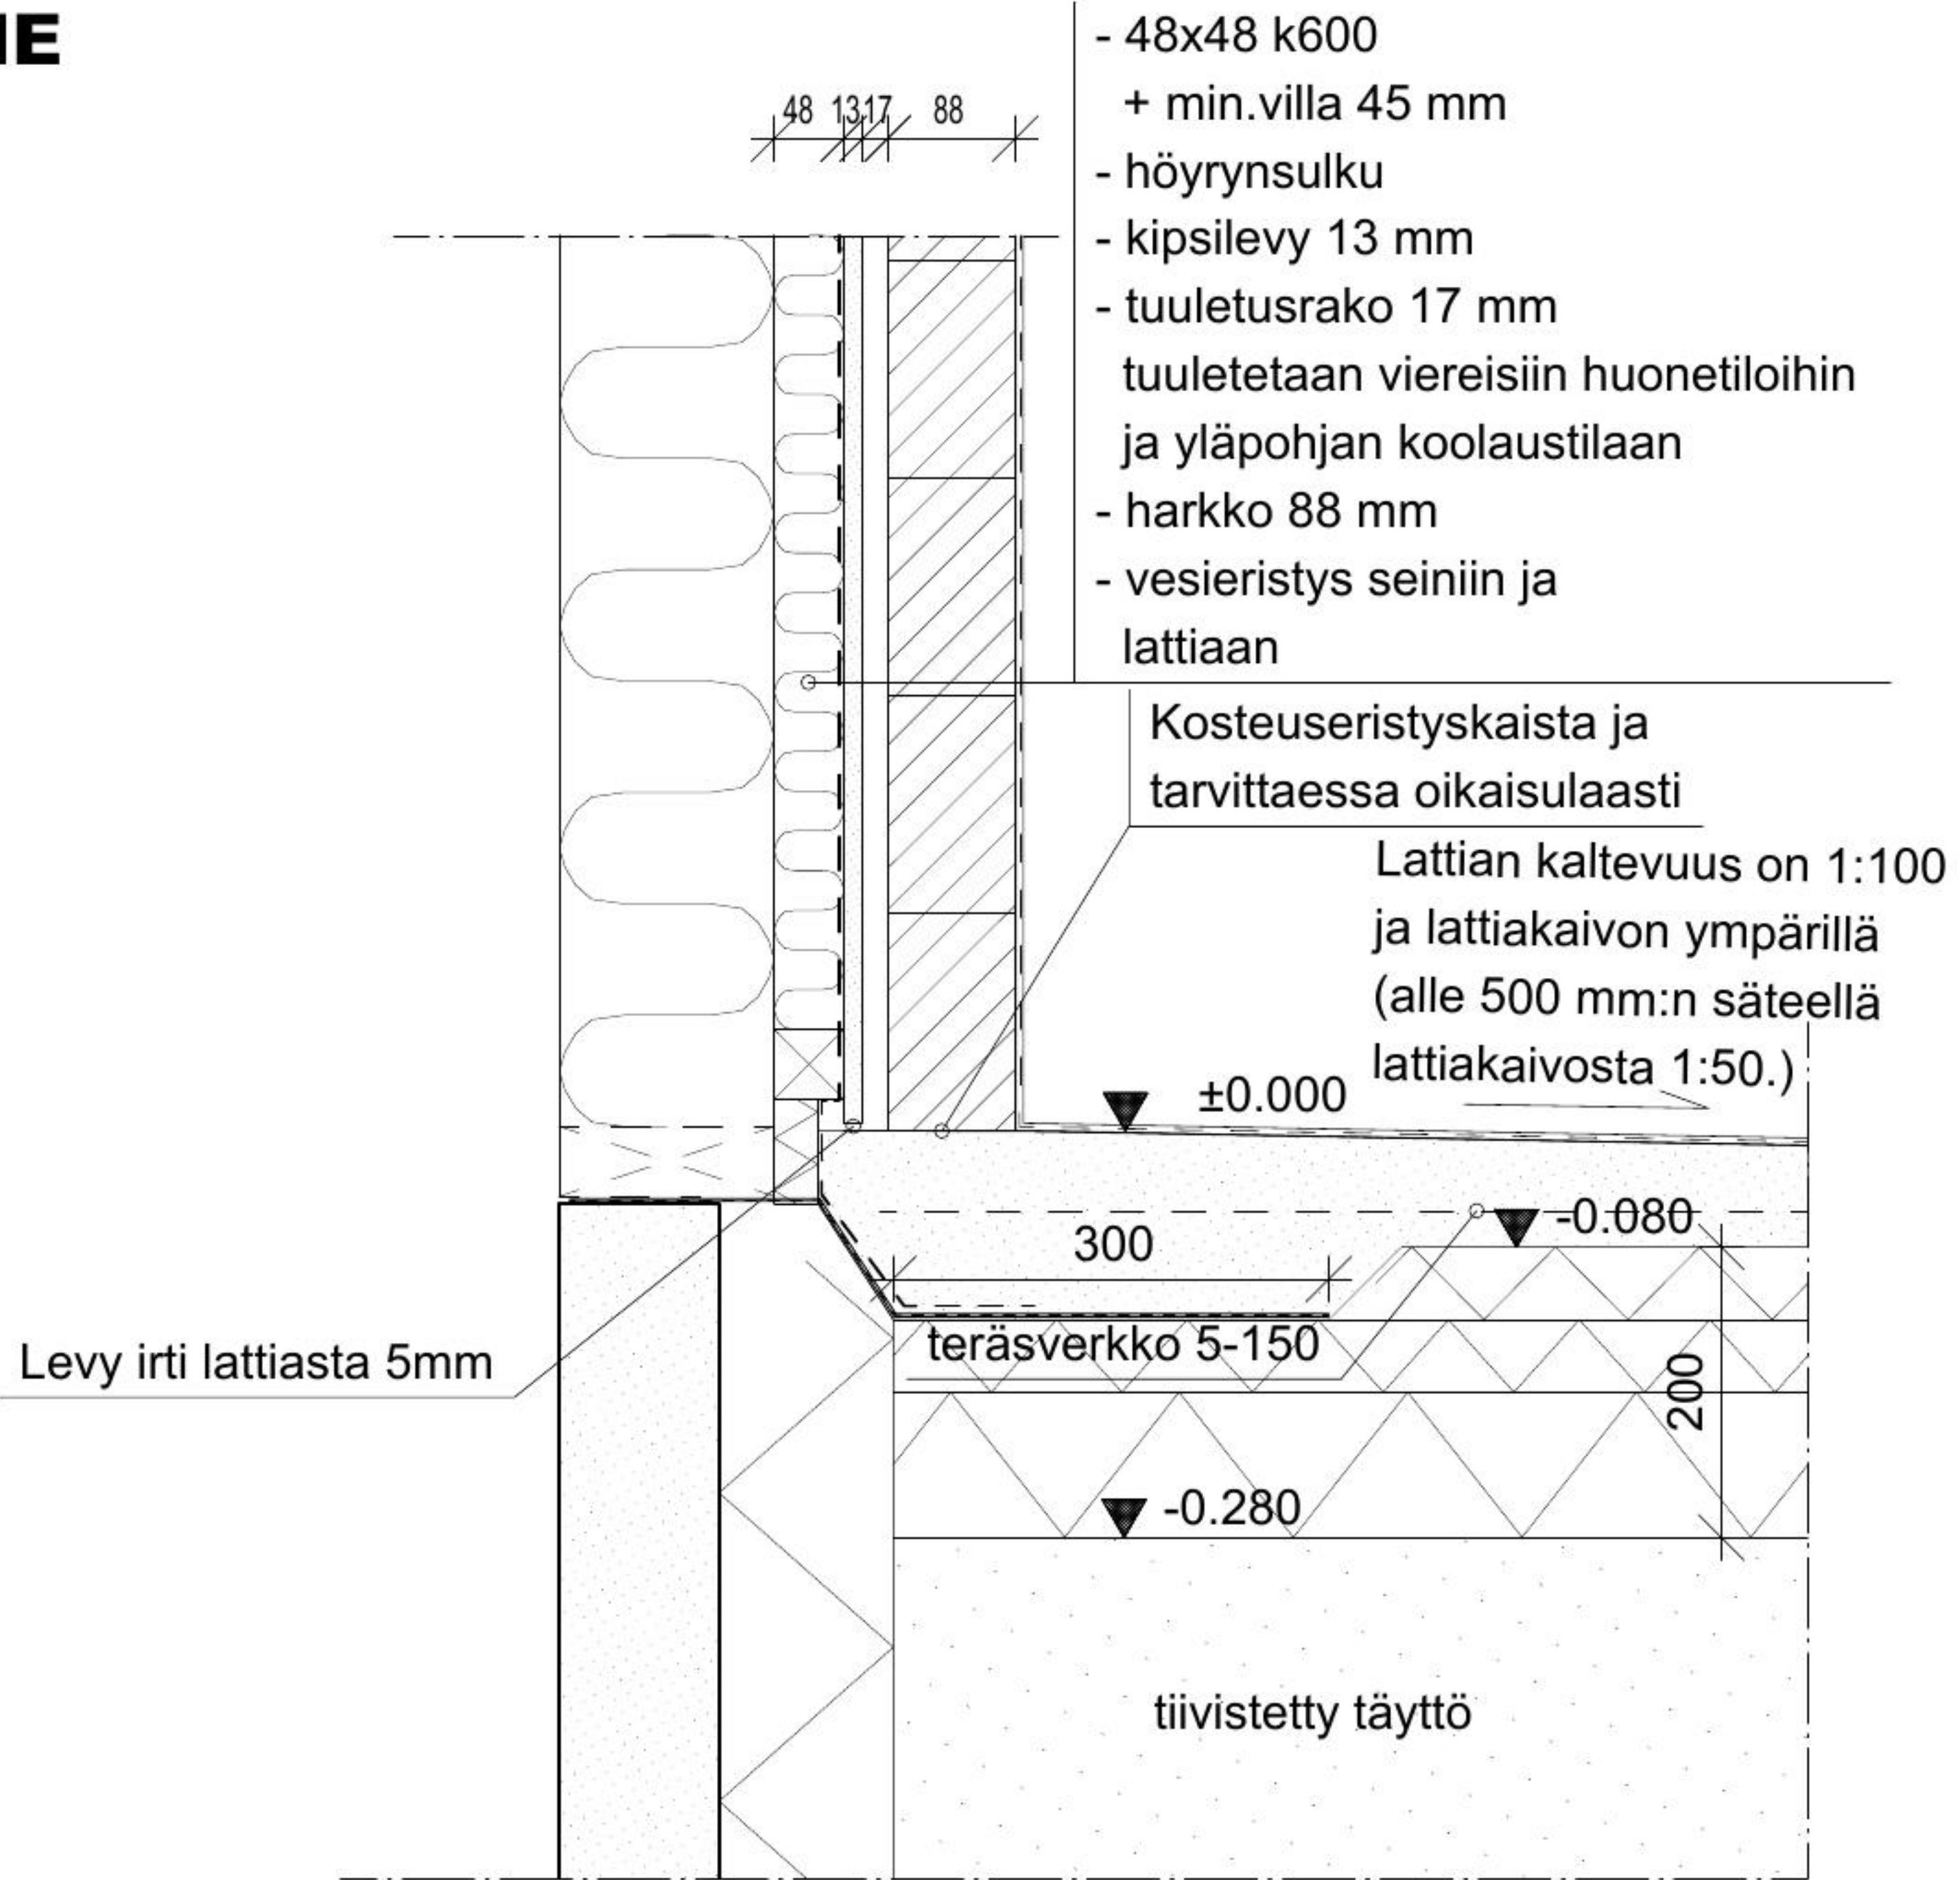 48 13 17 88
- 48x48 k600
+ min.villa 45 mm
- höyrynsulku
- kipsilevy 13 mm
- tuuletusrako 17 mm
tuuletetaan viereisiin huonetiloihin
ja yläpohjan koolaustilaan
- harkko 88 mm
- vesieristys seiniin ja
lattiaan
Kosteuseristyskaista ja
tarvittaessa oikaisulaasti
Lattian kaltevuus on 1:100
ja lattiakaivon ympärillä
(alle 500 mm:n säteellä
lattiakaivosta 1:50.)
±0.000
-0.080
300
teräsverkko 5-150
Levy irti lattiasta 5mm
200
-0.280
tiivistetty täyttö